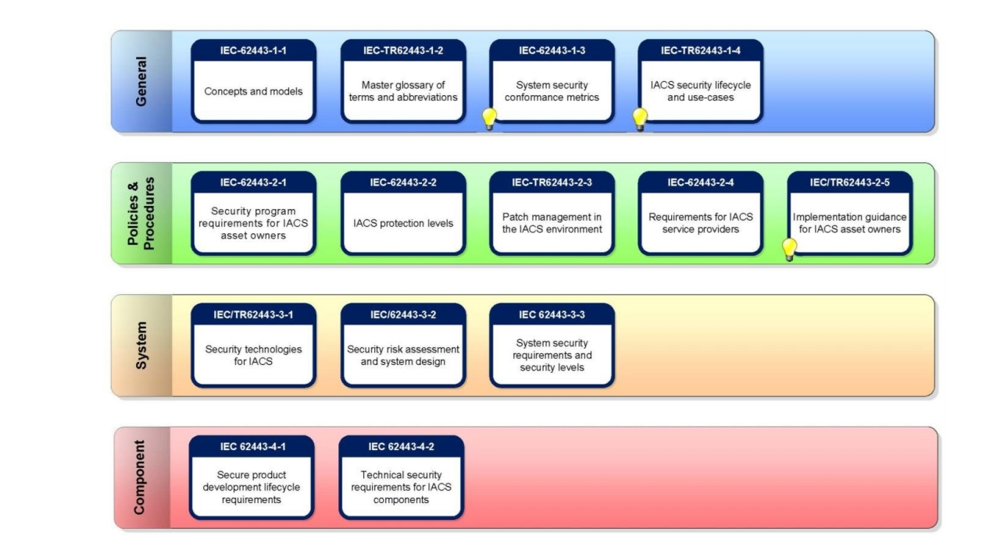 General
IEC-62443-1-1
Concepts and models
IEC-TR62443-1-2
Master glossary of
terms and abbreviations
IEC-62443-1-3
System security
conformance metrics
IEC-TR62443-1-4
IACS security lifecycle
and use-cases
Policies &
Procedures
IEC-62443-2-1
Security program
requirements for IACS
asset owners
IEC-62443-2-2
IACS protection levels
IEC-TR62443-2-3
Patch management in
the IACS environment
IEC-62443-2-4
Requirements for IACS
service providers
IEC/TR62443-2-5
Implementation guidance
for IACS asset owners
System
IEC/TR62443-3-1
Security technologies
for IACS
IEC/62443-3-2
Security risk assessment
and system design
IEC 62443-3-3
System security
requirements and
security levels
Component
IEC 62443-4-1
Secure product
development lifecycle
requirements
IEC 62443-4-2
Technical security
requirements for IACS
components